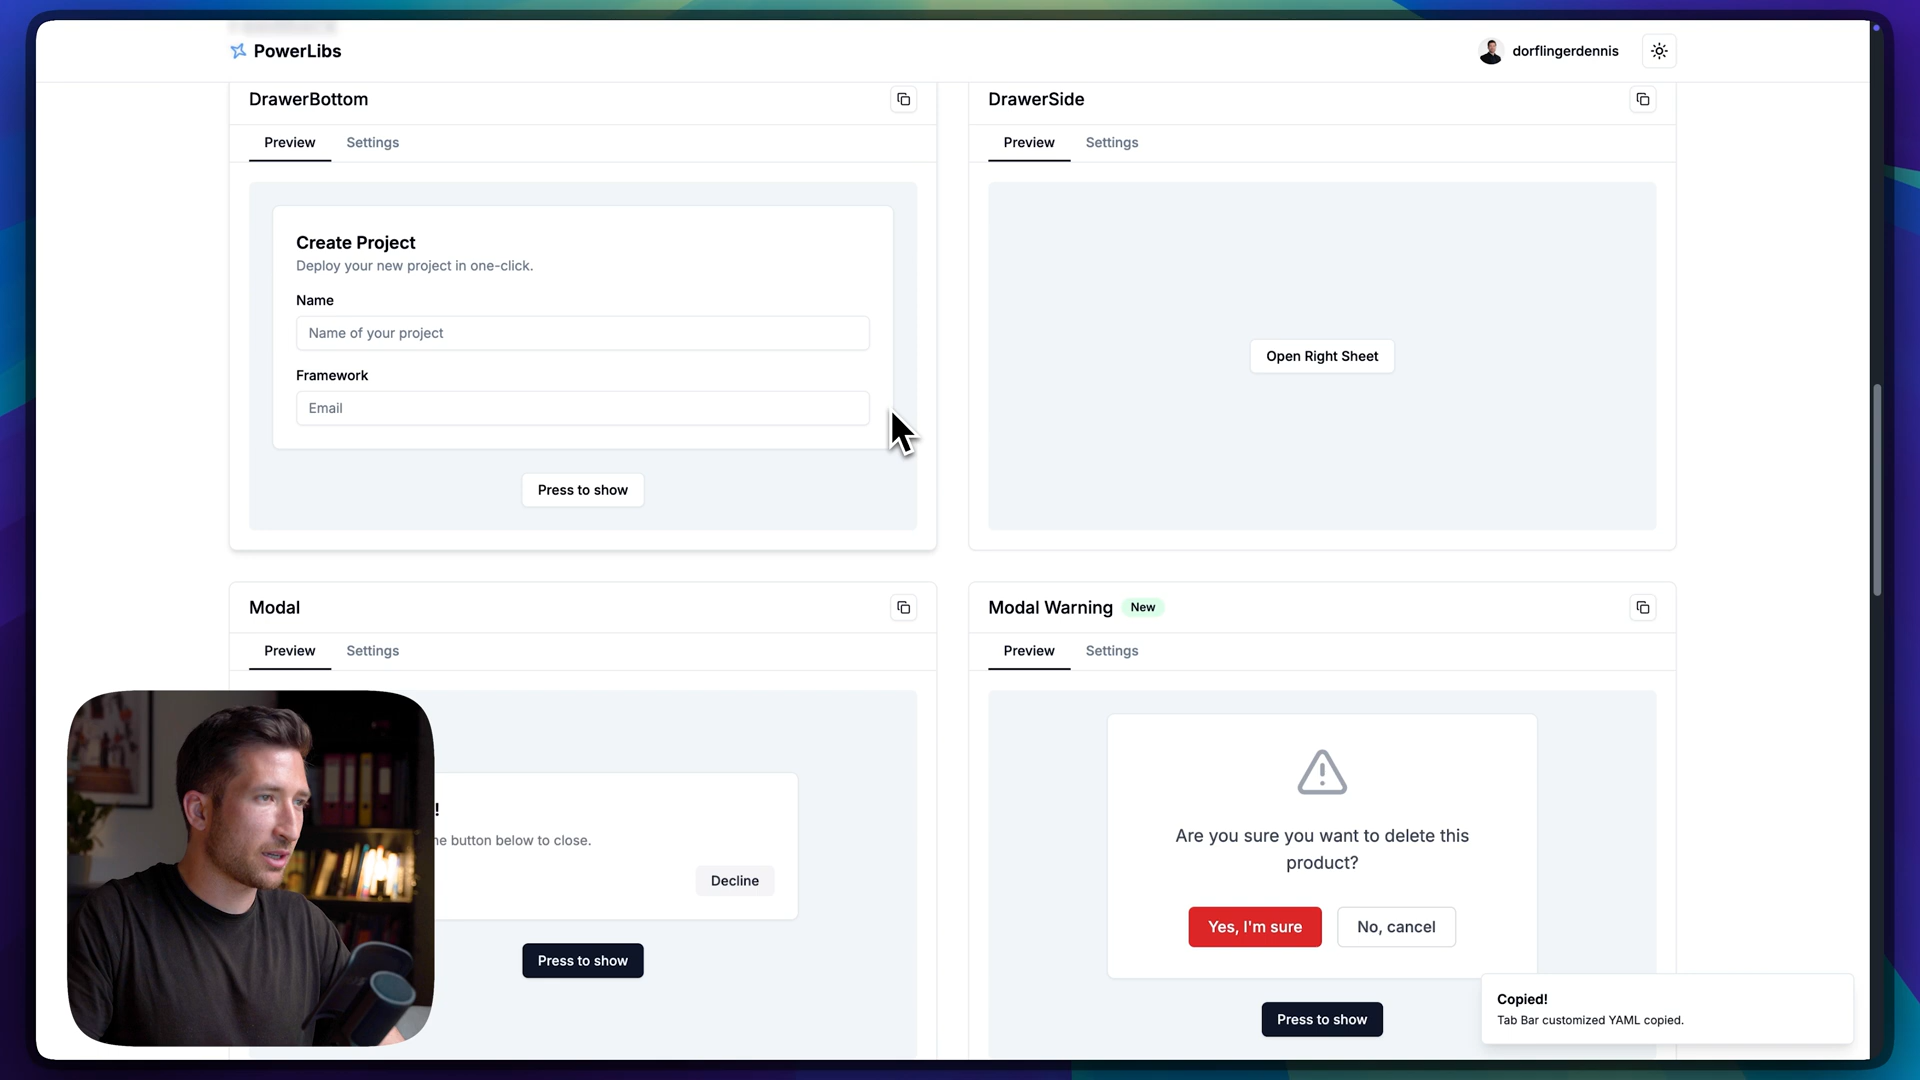 PowerLibs
dorflingerdennis
DrawerBottom
Preview Settings
Create Project
Deploy your new project in one-click.
Name
Name of your project
Framework
Email
Press to show
DrawerSide
Preview Settings
Open Right Sheet
Modal
Preview Settings
!
he button below to close.
Decline
Press to show
Modal Warning New
Preview Settings
Are you sure you want to delete this
product?
Yes, I'm sure No, cancel
Press to show
Copied!
Tab Bar customized YAML copied.